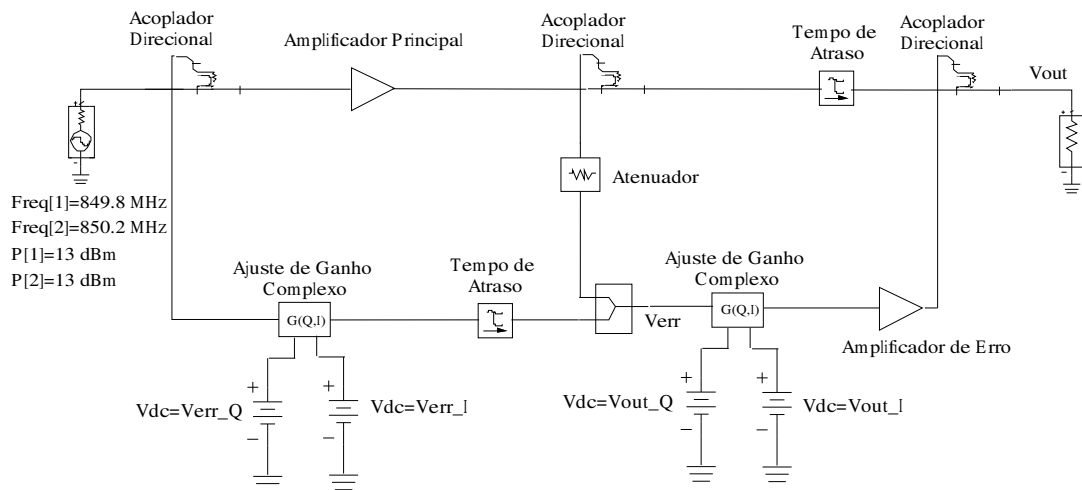 Acoplador
Direcional
Amplificador Principal
Acoplador
Direcional
Tempo de
Atraso
Acoplador
Direcional
Vout
Atenuador
Freq[1]=849.8 MHz
Freq[2]=850.2 MHz
P[1]=13 dBm
P[2]=13 dBm
Ajuste de Ganho
Complexo
G(Q,I)
Tempo de
Atraso
Verr
Ajuste de Ganho
Complexo
G(Q,I)
Amplificador de Erro
Vdc=Verr_Q
Vdc=Verr_I
Vdc=Vout_Q
Vdc=Vout_I